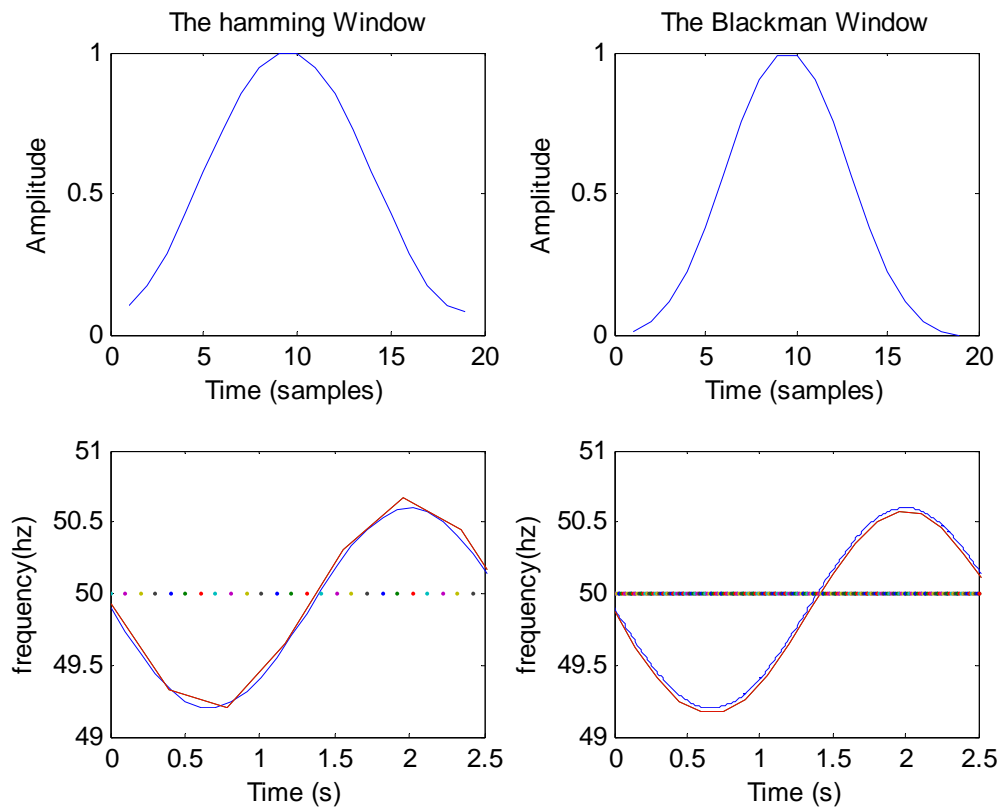 The hamming Window
The Blackman Window
1
0.5
0
Amplitude
0 5 10 15 20
Time (samples)
1
0.5
0
Amplitude
0 5 10 15 20
Time (samples)
51
50.5
50
49.5
49
frequency(hz)
0 0.5 1 1.5 2 2.5
Time (s)
51
50.5
50
49.5
49
frequency(hz)
0 0.5 1 1.5 2 2.5
Time (s)